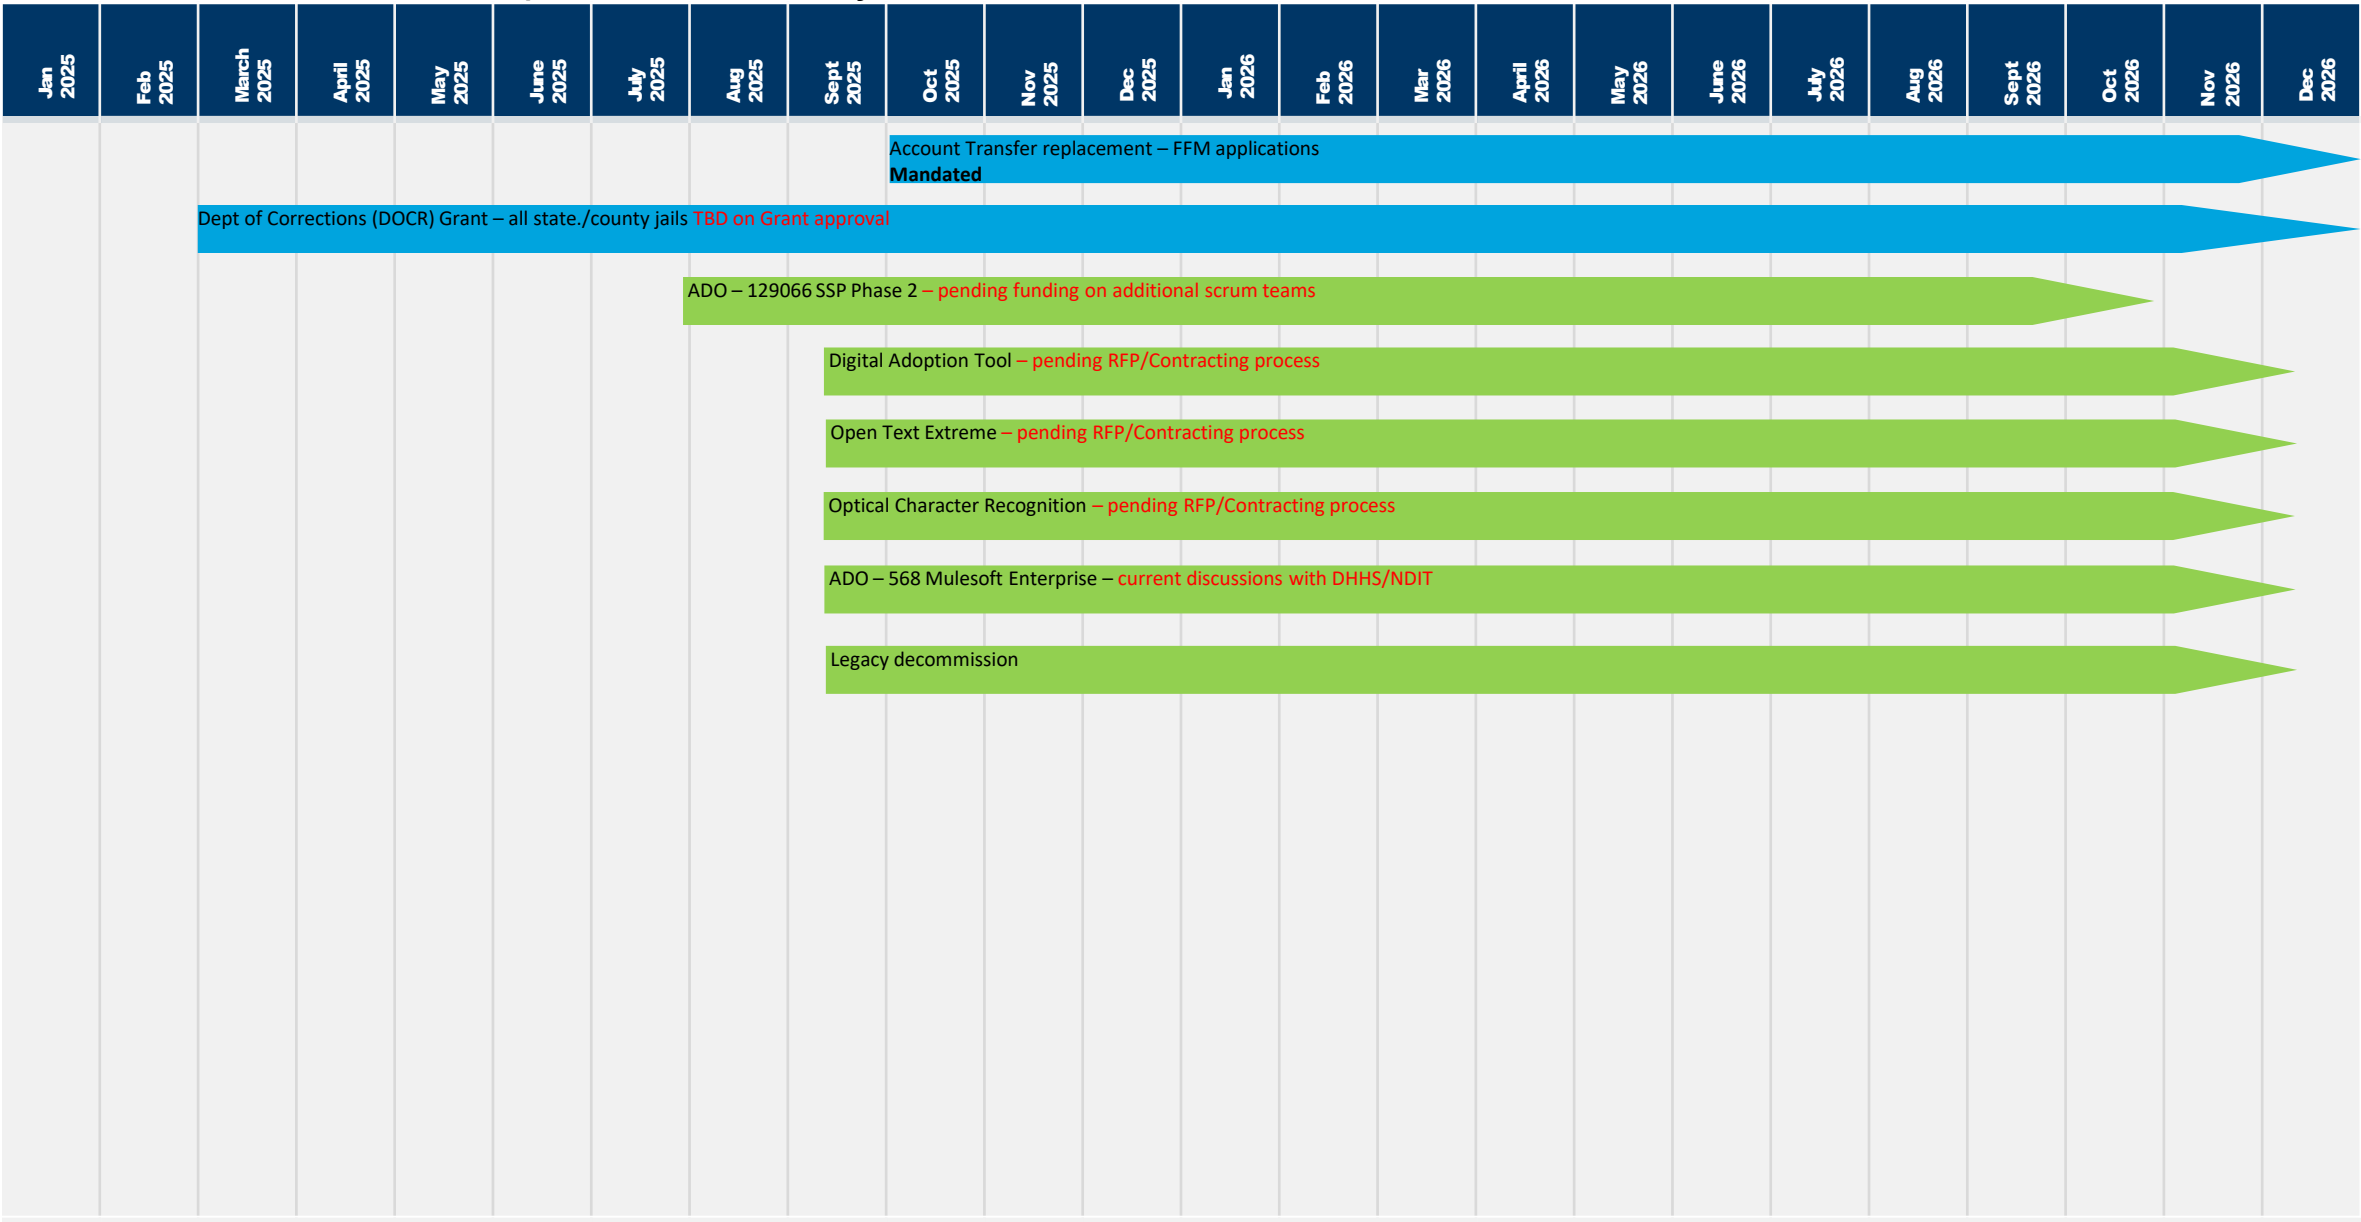 Jan
2025
Feb
2025
March
2025
April
2025
May
2025
June
2025
July
2025
Aug
2025
Sept
2025
Oct
2025
Nov
2025
Dec
2025
Jan
2026
Feb
2026
Mar
2026
April
2026
May
2026
June
2026
July
2026
Aug
2026
Sept
2026
Oct
2026
Nov
2026
Dec
2026
Account Transfer replacement – FFM applications
Mandated
Dept of Corrections (DOCR) Grant – all state./county jails TBD on Grant approval
ADO – 129066 SSP Phase 2 – pending funding on additional scrum teams
Digital Adoption Tool – pending RFP/Contracting process
Open Text Extreme – pending RFP/Contracting process
Optical Character Recognition – pending RFP/Contracting process
ADO – 568 Mulesoft Enterprise – current discussions with DHHS/NDIT
Legacy decommission